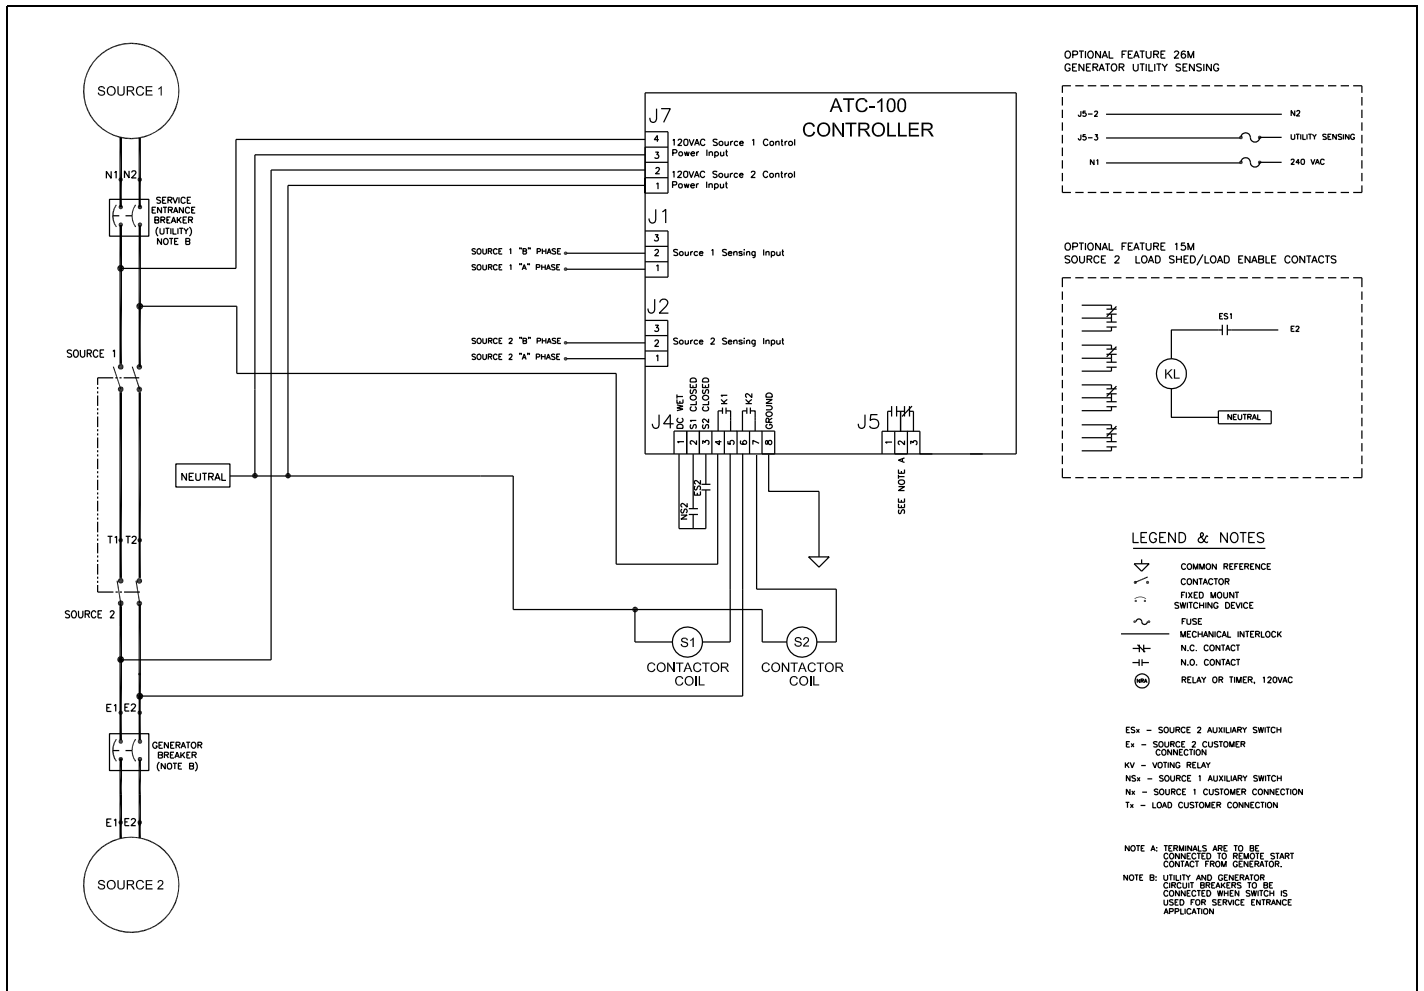 SOURCE 1
N1 N2
SERVICE
ENTRANCE
BREAKER
(UTILITY)
NOTE B
SOURCE 1
NEUTRAL
T1 T2
SOURCE 2
E1 E2
GENERATOR
BREAKER
(NOTE B)
E1 E2
SOURCE 2
ATC-100
CONTROLLER
J7
4
3
2
1
120VAC Source 1 Control
Power Input
120VAC Source 2 Control
Power Input
J1
3
2
1
SOURCE 1 "B" PHASE
SOURCE 1 "A" PHASE
Source 1 Sensing Input
J2
3
2
1
SOURCE 2 "B" PHASE
SOURCE 2 "A" PHASE
Source 2 Sensing Input
J4
DC WET
S1 CLOSED
S2 CLOSED
K1
K2
GROUND
1 2 3 4 5 6 7 8
NS2
ES2
J5
1 2 3
SEE NOTE A
S1
CONTACTOR
COIL
S2
CONTACTOR
COIL
OPTIONAL FEATURE 26M
GENERATOR UTILITY SENSING
J5-2 N2
J5-3 UTILITY SENSING
N1 240 VAC
OPTIONAL FEATURE 15M
SOURCE 2 LOAD SHED/LOAD ENABLE CONTACTS
ES1
E2
KL
NEUTRAL
LEGEND & NOTES
COMMON REFERENCE
CONTACTOR
FIXED MOUNT
SWITCHING DEVICE
FUSE
MECHANICAL INTERLOCK
N.C. CONTACT
N.O. CONTACT
NRA RELAY OR TIMER, 120VAC
ESx – SOURCE 2 AUXILIARY SWITCH
Ex – SOURCE 2 CUSTOMER
CONNECTION
KV – VOTING RELAY
NSx – SOURCE 1 AUXILIARY SWITCH
Nx – SOURCE 1 CUSTOMER CONNECTION
Tx – LOAD CUSTOMER CONNECTION
NOTE A: TERMINALS ARE TO BE
CONNECTED TO REMOTE START
CONTACT FROM GENERATOR.
NOTE B: UTILITY AND GENERATOR
CIRCUIT BREAKERS TO BE
CONNECTED WHEN SWITCH IS
USED FOR SERVICE ENTRANCE
APPLICATION